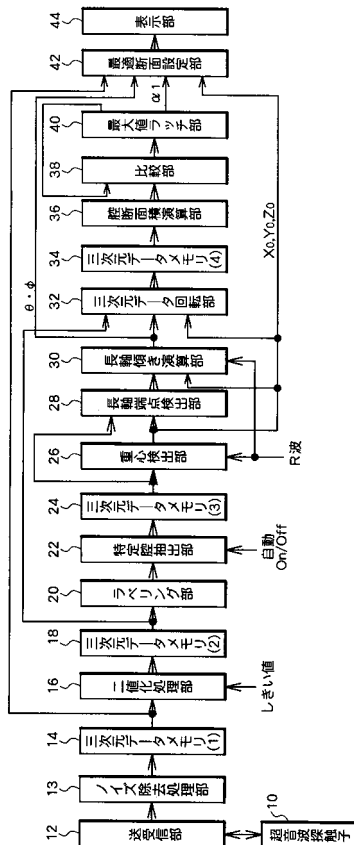 10
超音波探触子
12
送受信部
13
ノイズ除去処理部
14
三次元データメモリ(1)
16
二値化処理部
しきい値
18
三次元データメモリ(2)
20
ラベリング部
22
特定腔抽出部
自動
On/Off
24
三次元データメモリ(3)
26
重心検出部
R波
28
長軸端点検出部
30
長軸傾き演算部
θ・φ
32
三次元データ回転部
34
三次元データメモリ(4)
36
腔断面積演算部
38
比較部
40
最大値ラッチ部
α1
X0,Y0,Z0
42
最適断面設定部
44
表示部